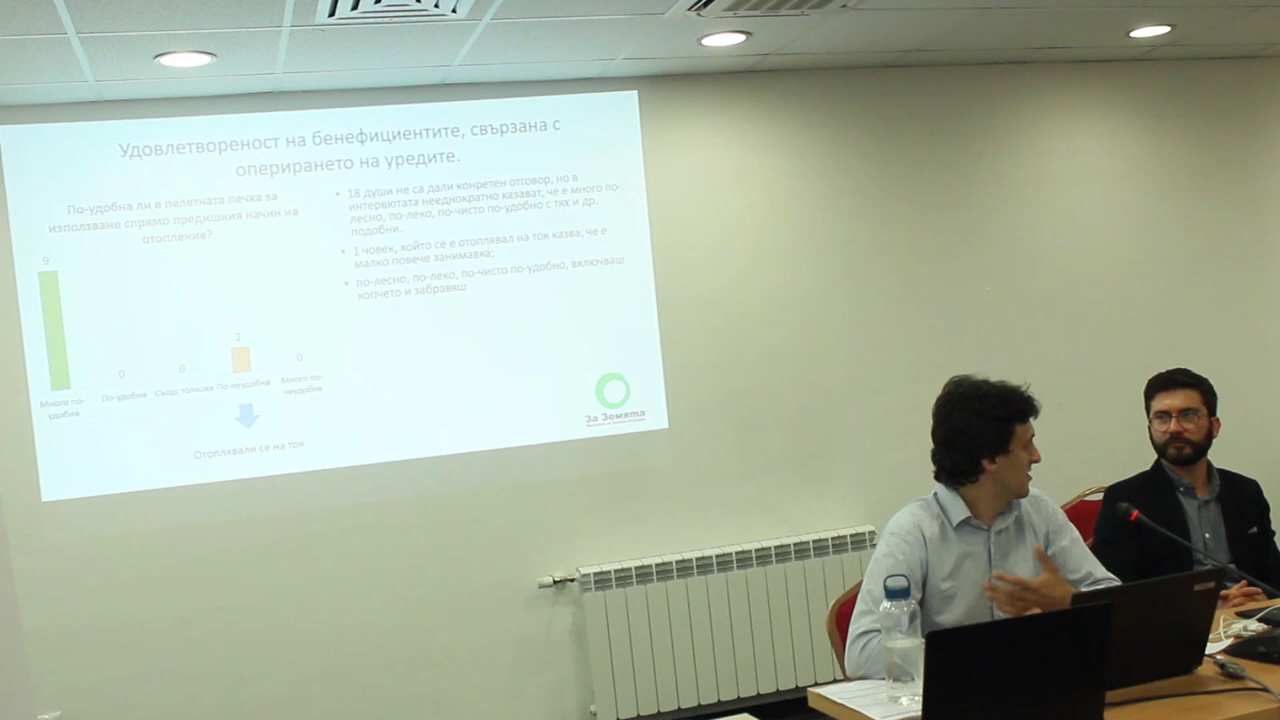 Удовлетвореност на бенефициентите, свързана с
оперирането на уредите.
По-удобна ли е пелетната печка за
използване спрямо предишния начин на
отопление?
9
0
0
2
0
Много по-
удобна
По-удобна
Също толкова
По-неудобна
Много по-
неудобна
Отоплявали се на ток
• 18 души не са дали конретен отговор, но в
интервютата нееднократно казват, че е много по-
лесно, по-леко, по-чисто по-удобно с тях и др.
подобни.
• 1 човек, който се е отоплявал на ток казва, че е
малко повече занимавка;
• по-лесно, по-леко, по-чисто по-удобно, включваш
копчето и забравяш
За Земята